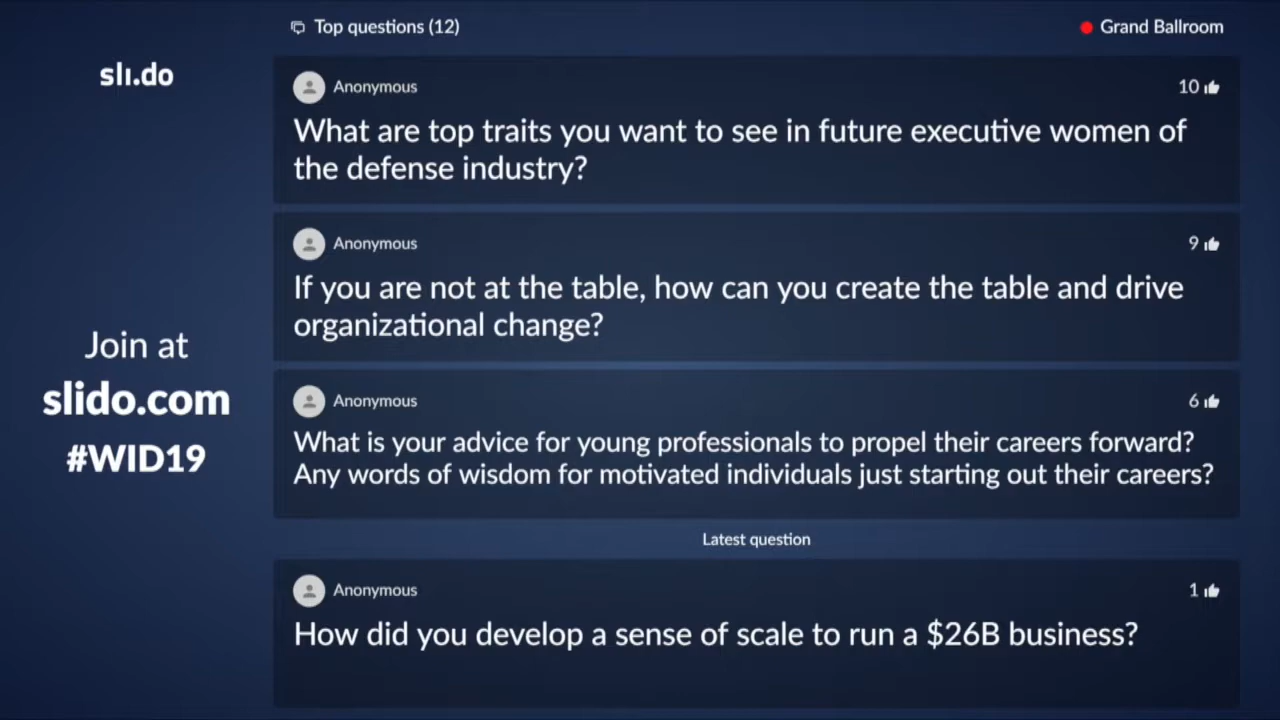 Top questions (12)
Grand Ballroom
sli.do
Anonymous
10
What are top traits you want to see in future executive women of
the defense industry?
Anonymous
9
If you are not at the table, how can you create the table and drive
organizational change?
Join at
slido.com
#WID19
Anonymous
6
What is your advice for young professionals to propel their careers forward?
Any words of wisdom for motivated individuals just starting out their careers?
Latest question
Anonymous
1
How did you develop a sense of scale to run a $26B business?